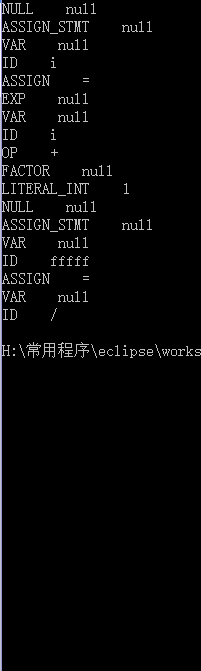 NULL    null
ASSIGN_STMT    null
VAR    null
ID    i
ASSIGN    =
EXP    null
VAR    null
ID    i
OP    +
FACTOR    null
LITERAL_INT    1
NULL    null
ASSIGN_STMT    null
VAR    null
ID    fffff
ASSIGN    =
VAR    null
ID    /
H:\常用程序\eclipse\works